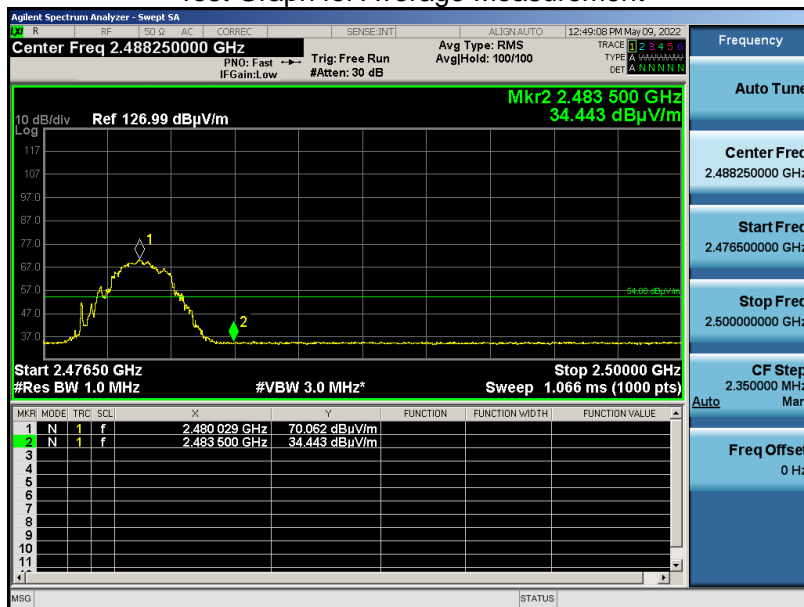 Test Graph for Average Measurement
Agilent Spectrum Analyzer - Swept SA
LXI R RF 50 Ω AC CORREC SENSE:INT ALIGN AUTO 12:49:08 PM May 09, 2022
Center Freq 2.488250000 GHz
PNO: Fast
IFGain:Low
Trig: Free Run
#Atten: 30 dB
Avg Type: RMS
Avg|Hold: 100/100
TRACE 1 2 3 4 5 6
TYPE A WWWWW
DET A N N N N N
Mkr2 2.483 500 GHz
34.443 dBµV/m
10 dB/div Ref 126.99 dBµV/m
Log
117
107
97.0
87.0
77.0
67.0
57.0
47.0
37.0
1
2
54.00 dBµV/m
Start 2.47650 GHz Stop 2.50000 GHz
#Res BW 1.0 MHz #VBW 3.0 MHz* Sweep 1.066 ms (1000 pts)
MKR MODE TRC SCL X Y FUNCTION FUNCTION WIDTH FUNCTION VALUE
1 N 1 f 2.480 029 GHz 70.062 dBµV/m
2 N 1 f 2.483 500 GHz 34.443 dBµV/m
3
4
5
6
7
8
9
10
11
MSG STATUS
Frequency
Auto Tune
Center Freq
2.488250000 GHz
Start Freq
2.476500000 GHz
Stop Freq
2.500000000 GHz
CF Step
2.350000 MHz
Auto Man
Freq Offset
0 Hz